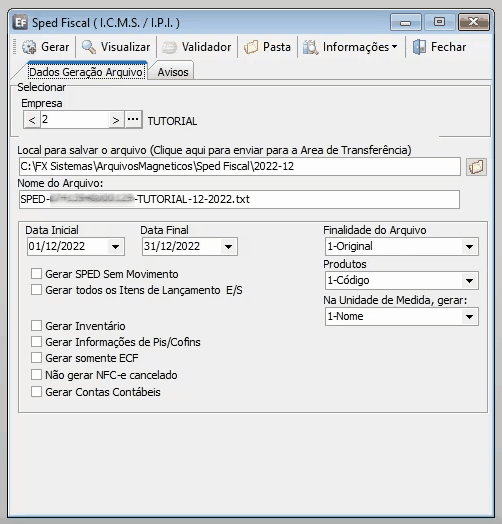 EF Sped Fiscal ( I.C.M.S. / I.P.I. )
Gerar Visualizar Validador Pasta Informações Fechar
Dados Geração Arquivo Avisos
Selecionar
Empresa
< 2 > ... TUTORIAL
Local para salvar o arquivo (Clique aqui para enviar para a Area de Transferência)
C:\FX Sistemas\ArquivosMagneticos\Sped Fiscal\2022-12
Nome do Arquivo:
SPED- -TUTORIAL-12-2022.txt
Data Inicial Data Final Finalidade do Arquivo
01/12/2022 31/12/2022 1-Original
Gerar SPED Sem Movimento
Produtos
Gerar todos os Itens de Lançamento E/S
1-Código
Na Unidade de Medida, gerar:
1-Nome
Gerar Inventário
Gerar Informações de Pis/Cofins
Gerar somente ECF
Não gerar NFC-e cancelado
Gerar Contas Contábeis